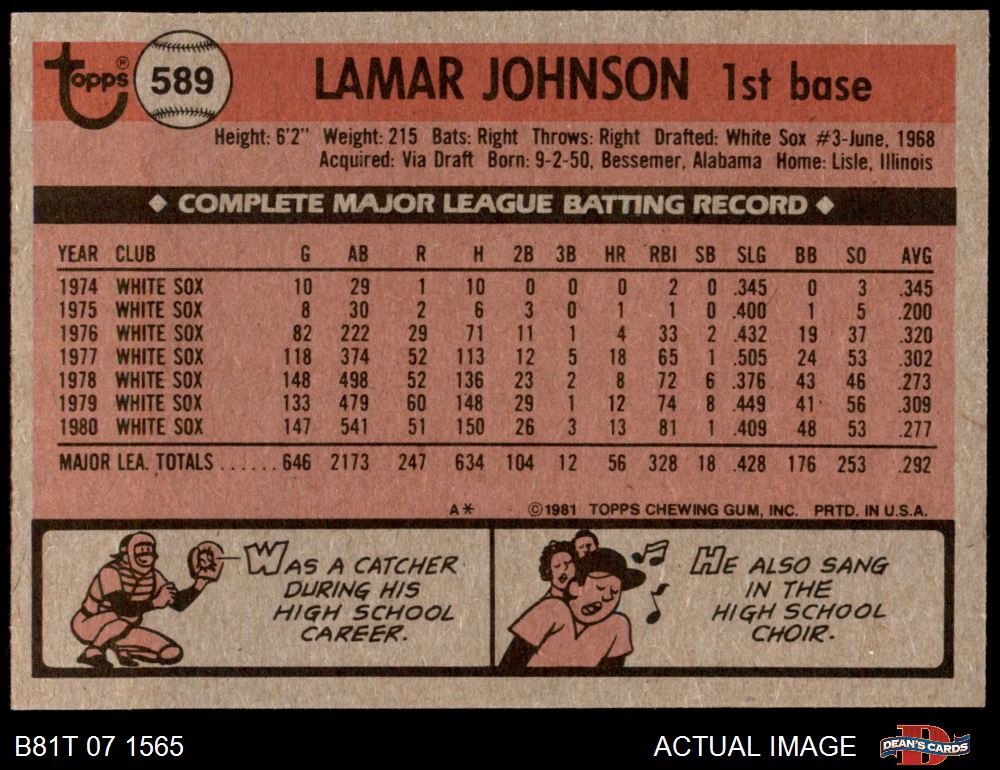 topps®
589
LAMAR JOHNSON 1st base
Height: 6'2" Weight: 215 Bats: Right Throws: Right Drafted: White Sox #3-June, 1968
Acquired: Via Draft Born: 9-2-50, Bessemer, Alabama Home: Lisle, Illinois
◆ COMPLETE MAJOR LEAGUE BATTING RECORD ◆
YEAR CLUB G AB R H 2B 3B HR RBI SB SLG BB SO AVG
1974 WHITE SOX 10 29 1 10 0 0 0 2 0 .345 0 3 .345
1975 WHITE SOX 8 30 2 6 3 0 1 1 0 .400 1 5 .200
1976 WHITE SOX 82 222 29 71 11 1 4 33 2 .432 19 37 .320
1977 WHITE SOX 118 374 52 113 12 5 18 65 1 .505 24 53 .302
1978 WHITE SOX 148 498 52 136 23 2 8 72 6 .376 43 46 .273
1979 WHITE SOX 133 479 60 148 29 1 12 74 8 .449 41 56 .309
1980 WHITE SOX 147 541 51 150 26 3 13 81 1 .409 48 53 .277
MAJOR LEA. TOTALS ...... 646 2173 247 634 104 12 56 328 18 .428 176 253 .292
A* ©1981 TOPPS CHEWING GUM, INC. PRTD. IN U.S.A.
WAS A CATCHER
DURING HIS
HIGH SCHOOL
CAREER.
HE ALSO SANG
IN THE
HIGH SCHOOL
CHOIR.
B81T 07 1565
ACTUAL IMAGE
D
DEAN'S CARDS